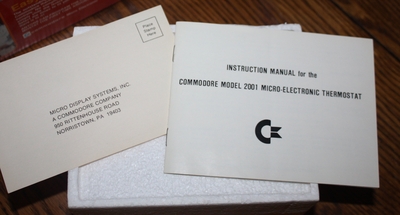 Place
Stamp
Here
MICRO DISPLAY SYSTEMS, INC.
A COMMODORE COMPANY
950 RITTENHOUSE ROAD
NORRISTOWN, PA 19403
INSTRUCTION MANUAL for the
COMMODORE MODEL 2001 MICRO-ELECTRONIC THERMOSTAT